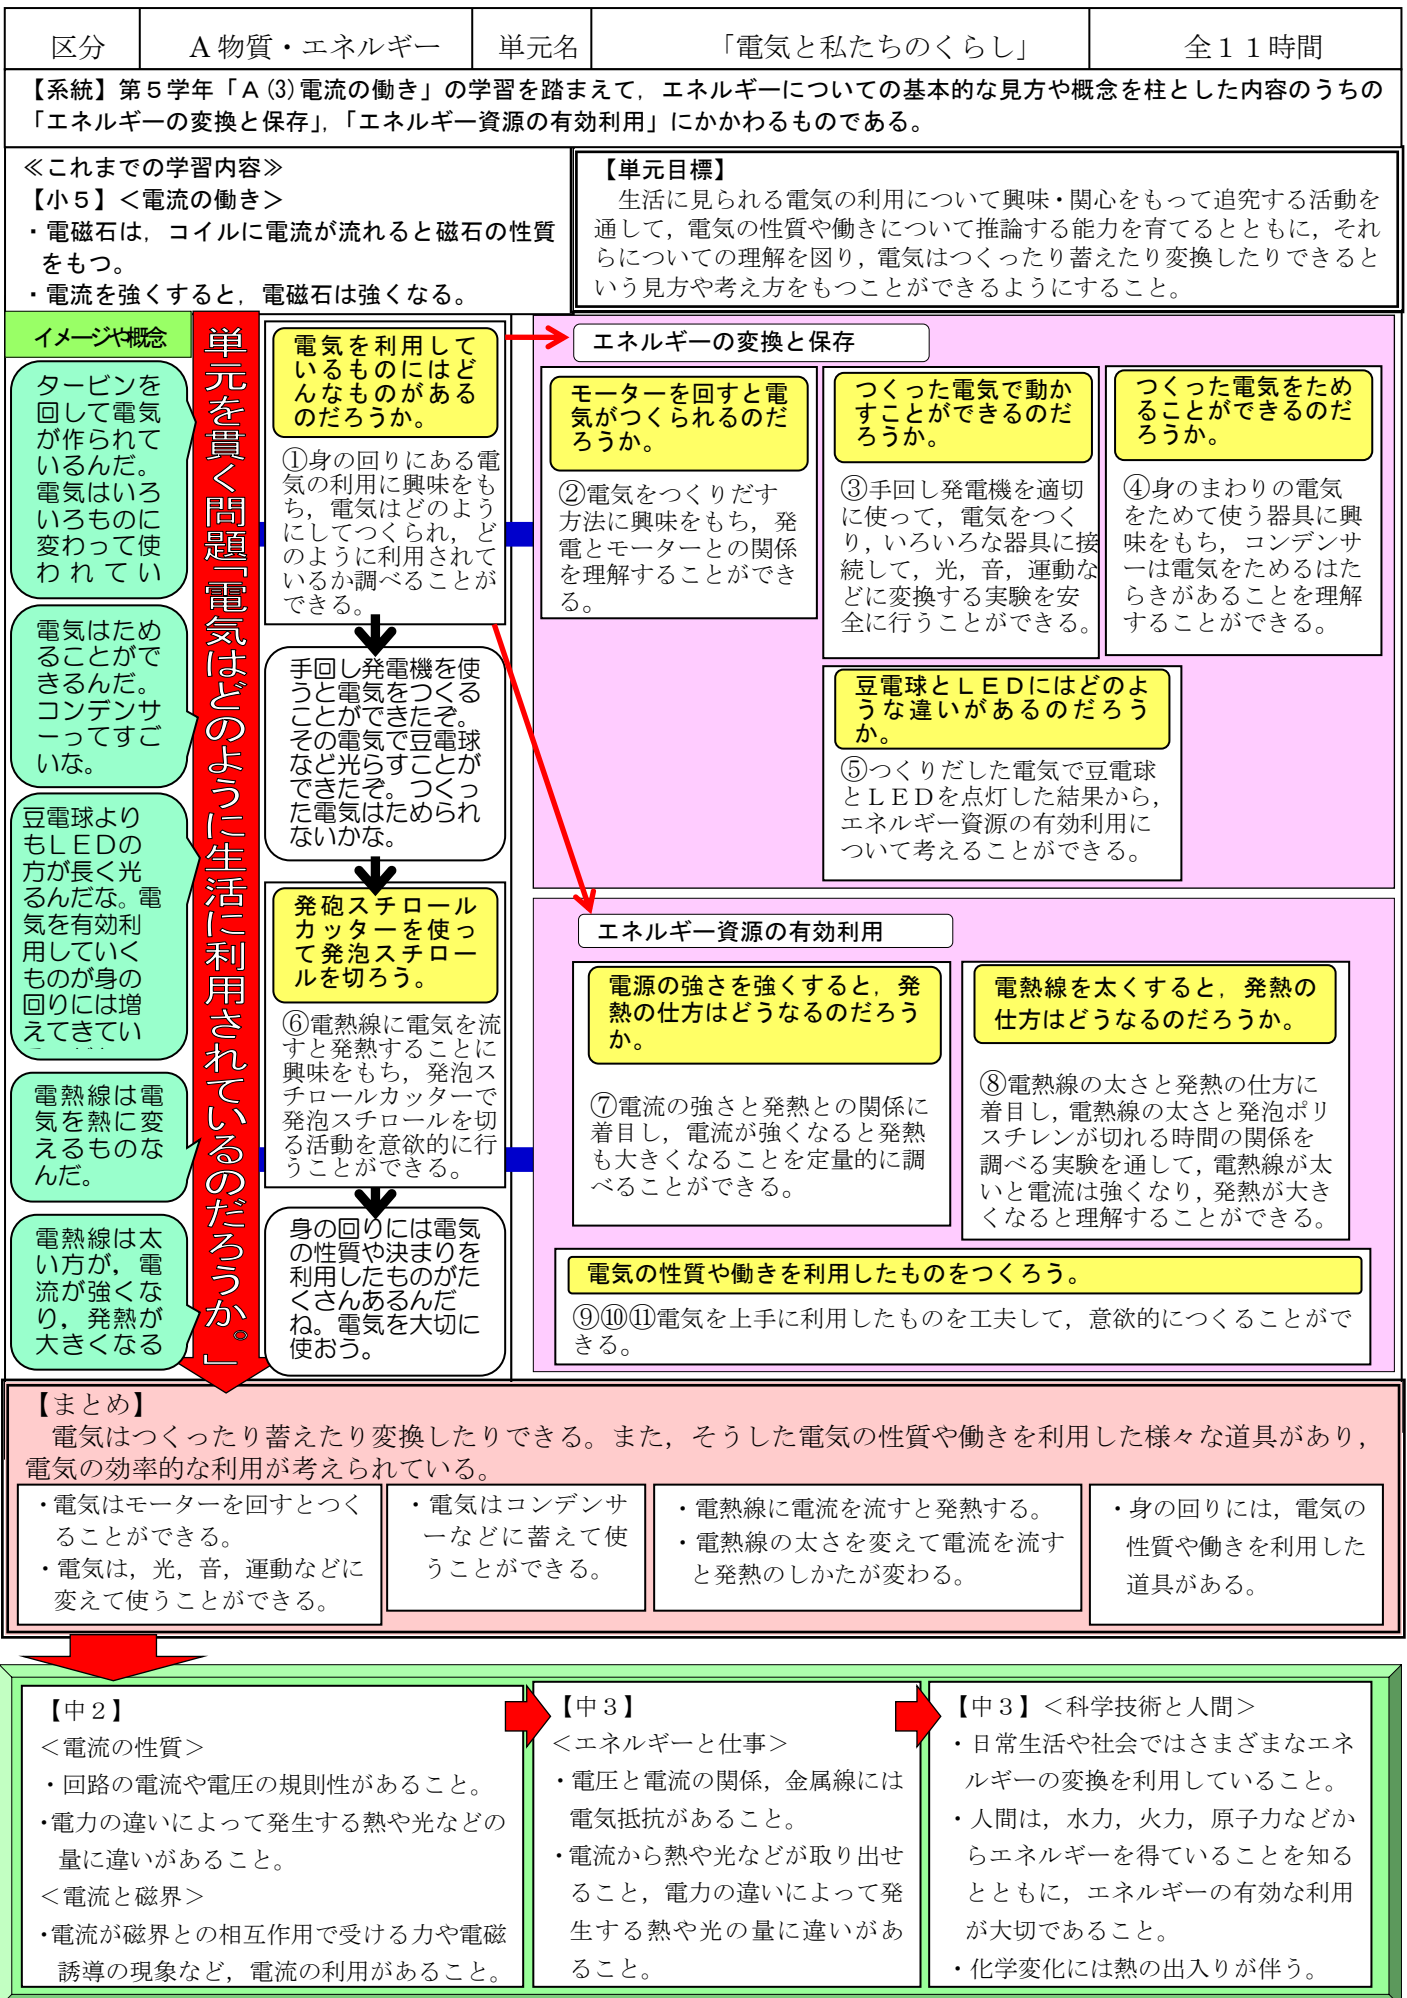 区分
A 物質・エネルギー
単元名
「電気と私たちのくらし」
全１１時間
【系統】第５学年「Ａ(3)電流の働き」の学習を踏まえて，エネルギーについての基本的な見方や概念を柱とした内容のうちの
「エネルギーの変換と保存」，「エネルギー資源の有効利用」にかかわるものである。
≪これまでの学習内容≫
【小５】＜電流の働き＞
・電磁石は，コイルに電流が流れると磁石の性質
をもつ。
・電流を強くすると，電磁石は強くなる。
【単元目標】
生活に見られる電気の利用について興味・関心をもって追究する活動を
通して，電気の性質や働きについて推論する能力を育てるとともに，それ
らについての理解を図り，電気はつくったり蓄えたり変換したりできると
いう見方や考え方をもつことができるようにすること。
イメージや概念
タービンを
回して電気
が作られて
いるんだ。
電気はいろ
いろものに
変わって使
われてい
電気はため
ることがで
きるんだ。
コンデンサ
ーってすご
いな。
豆電球より
もＬＥＤの
方が長く光
るんだな。電
気を有効利
用していく
ものが身の
回りには増
えてきてい
電熱線は電
気を熱に変
えるものな
んだ。
電熱線は太
い方が，電
流が強くな
り，発熱が
大きくなる
単元を貫く問題「電気はどのように生活に利用されているのだろうか。」
電気を利用して
いるものにはど
んなものがある
のだろうか。
①身の回りにある電
気の利用に興味をも
ち，電気はどのよう
にしてつくられ，ど
のように利用されて
いるか調べることが
できる。
手回し発電機を使
うと電気をつくる
ことができたぞ。
その電気で豆電球
など光らすことが
できたぞ。つくっ
た電気はためられ
ないかな。
発砲スチロール
カッターを使っ
て発泡スチロー
ルを切ろう。
⑥電熱線に電気を流
すと発熱することに
興味をもち，発泡ス
チロールカッターで
発泡スチロールを切
る活動を意欲的に行
うことができる。
身の回りには電気
の性質や決まりを
利用したものがた
くさんあるんだ
ね。電気を大切に
使おう。
エネルギーの変換と保存
モーターを回すと電
気がつくられるのだ
ろうか。
②電気をつくりだす
方法に興味をもち，発
電とモーターとの関係
を理解することができ
る。
つくった電気で動か
すことができるのだ
ろうか。
③手回し発電機を適切
に使って，電気をつく
り，いろいろな器具に接
続して，光，音，運動な
どに変換する実験を安
全に行うことができる。
つくった電気をため
ることができるのだ
ろうか。
④身のまわりの電気
をためて使う器具に興
味をもち，コンデンサ
ーは電気をためるはた
らきがあることを理解
することができる。
豆電球とＬＥＤにはどのよ
うな違いがあるのだろう
か。
⑤つくりだした電気で豆電球
とＬＥＤを点灯した結果から，
エネルギー資源の有効利用に
ついて考えることができる。
エネルギー資源の有効利用
電源の強さを強くすると，発
熱の仕方はどうなるのだろう
か。
⑦電流の強さと発熱との関係に
着目し，電流が強くなると発熱
も大きくなることを定量的に調
べることができる。
電熱線を太くすると，発熱の
仕方はどうなるのだろうか。
⑧電熱線の太さと発熱の仕方に
着目し，電熱線の太さと発泡ポリ
スチレンが切れる時間の関係を
調べる実験を通して，電熱線が太
いと電流は強くなり，発熱が大き
くなると理解することができる。
電気の性質や働きを利用したものをつくろう。
⑨⑩⑪電気を上手に利用したものを工夫して，意欲的につくることがで
きる。
【まとめ】
電気はつくったり蓄えたり変換したりできる。また，そうした電気の性質や働きを利用した様々な道具があり，
電気の効率的な利用が考えられている。
・電気はモーターを回すとつく
ることができる。
・電気は，光，音，運動などに
変えて使うことができる。
・電気はコンデンサ
ーなどに蓄えて使
うことができる。
・電熱線に電流を流すと発熱する。
・電熱線の太さを変えて電流を流す
と発熱のしかたが変わる。
・身の回りには，電気の
性質や働きを利用した
道具がある。
【中２】
＜電流の性質＞
・回路の電流や電圧の規則性があること。
・電力の違いによって発生する熱や光などの
量に違いがあること。
＜電流と磁界＞
・電流が磁界との相互作用で受ける力や電磁
誘導の現象など，電流の利用があること。
【中３】
＜エネルギーと仕事＞
・電圧と電流の関係，金属線には
電気抵抗があること。
・電流から熱や光などが取り出せ
ること，電力の違いによって発
生する熱や光の量に違いがあ
ること。
【中３】＜科学技術と人間＞
・日常生活や社会ではさまざまなエネ
ルギーの変換を利用していること。
・人間は，水力，火力，原子力などか
らエネルギーを得ていることを知る
とともに，エネルギーの有効な利用
が大切であること。
・化学変化には熱の出入りが伴う。